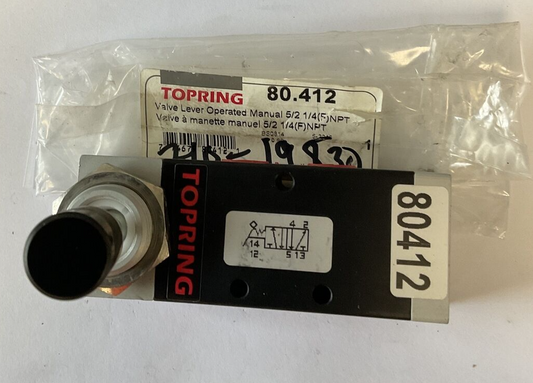 TOPRING 80.412
Valve Lever Operated Manual 5/2 1/4(F)NPT
Valve à manette manuel 5/2 1/4(F)NPT
TOPRING
4 2
14
12 5 1 3
80412